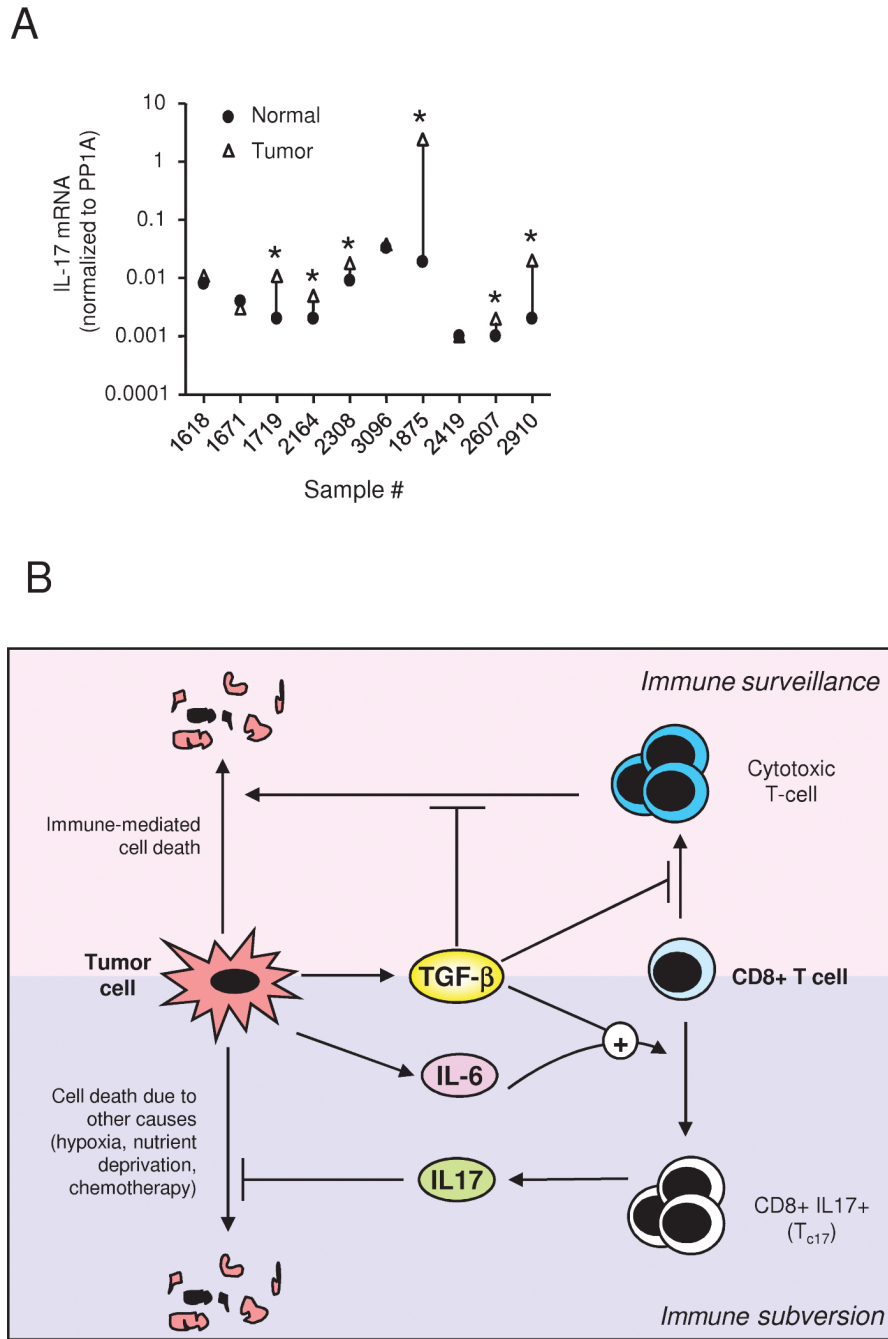 A
10
1
0.1
0.01
0.001
0.0001
IL-17 mRNA
(normalized to PP1A)
Normal
Tumor
*
*
*
*
*
*
1618
1671
1719
2164
2308
3096
1875
2419
2607
2910
Sample #
B
Immune surveillance
Cytotoxic
T-cell
Immune-mediated
cell death
Tumor
cell
TGF-β
CD8+ T cell
+
IL-6
Cell death due to
other causes
(hypoxia, nutrient
deprivation,
chemotherapy)
IL17
CD8+ IL17+
(Tc17)
Immune subversion